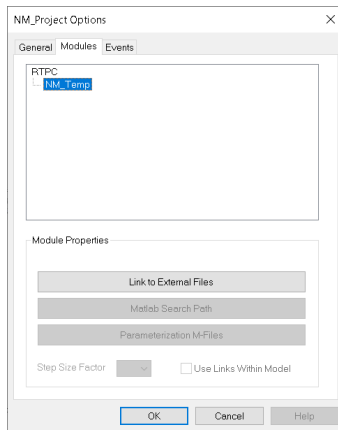 NM_Project Options
General Modules Events
RTPC
NM_Temp
Module Properties
Link to External Files
Matlab Search Path
Parameterization M-Files
Step Size Factor Use Links Within Model
OK Cancel Help